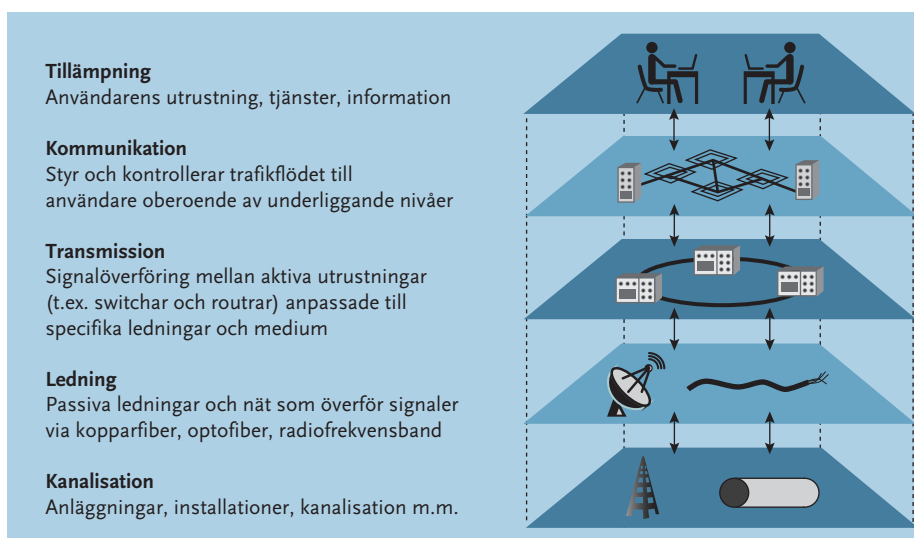 Tillämpning
Användarens utrustning, tjänster, information
Kommunikation
Styr och kontrollerar trafikflödet till
användare oberoende av underliggande nivåer
Transmission
Signalöverföring mellan aktiva utrustningar
(t.ex. switchar och routrar) anpassade till
specifika ledningar och medium
Ledning
Passiva ledningar och nät som överför signaler
via kopparfiber, optofiber, radiofrekvensband
Kanalisation
Anläggningar, installationer, kanalisation m.m.